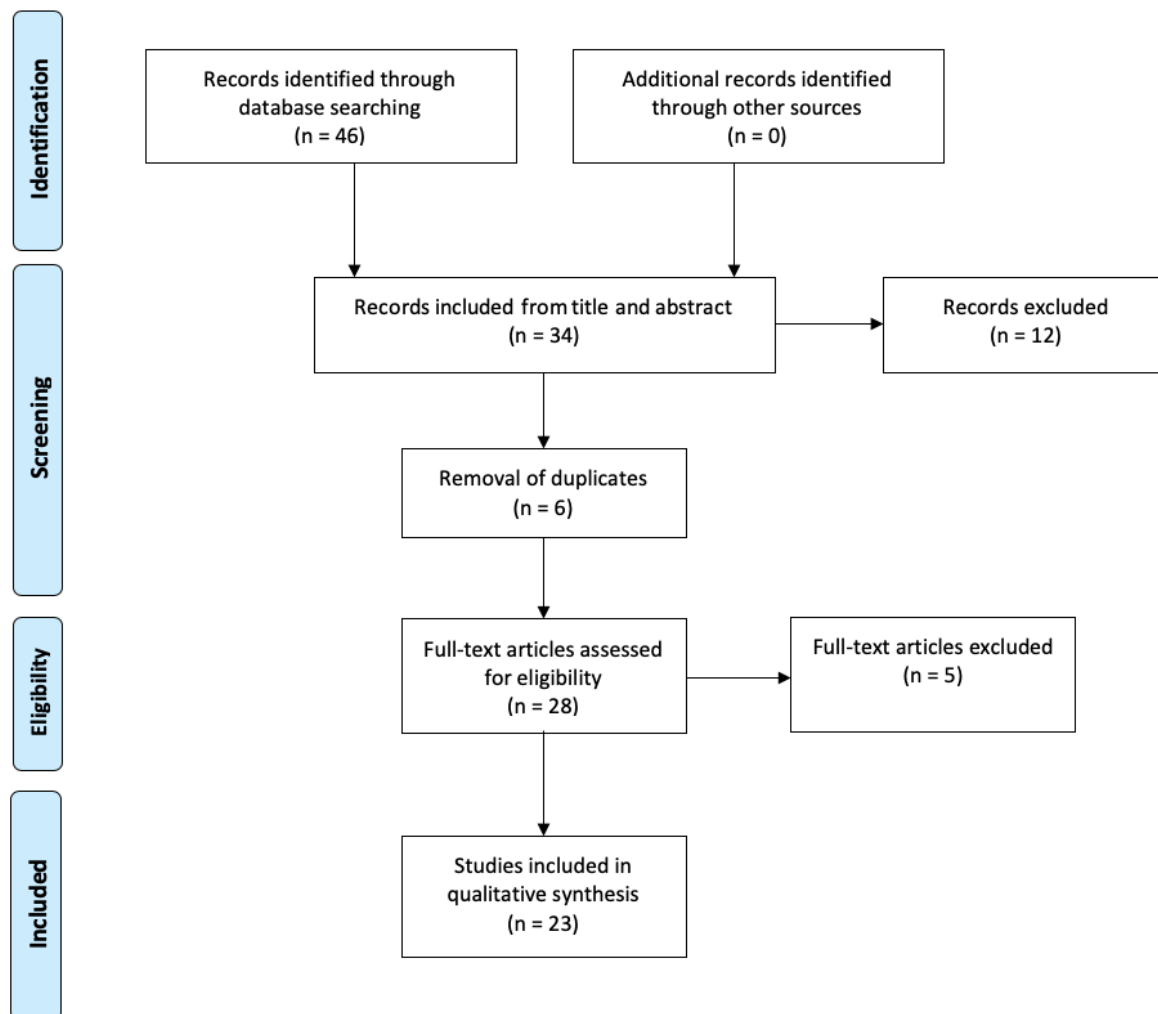 Identification
Records identified through
database searching
(n = 46)
Additional records identified
through other sources
(n = 0)
Screening
Records included from title and abstract
(n = 34)
Records excluded
(n = 12)
Removal of duplicates
(n = 6)
Eligibility
Full-text articles assessed
for eligibility
(n = 28)
Full-text articles excluded
(n = 5)
Included
Studies included in
qualitative synthesis
(n = 23)